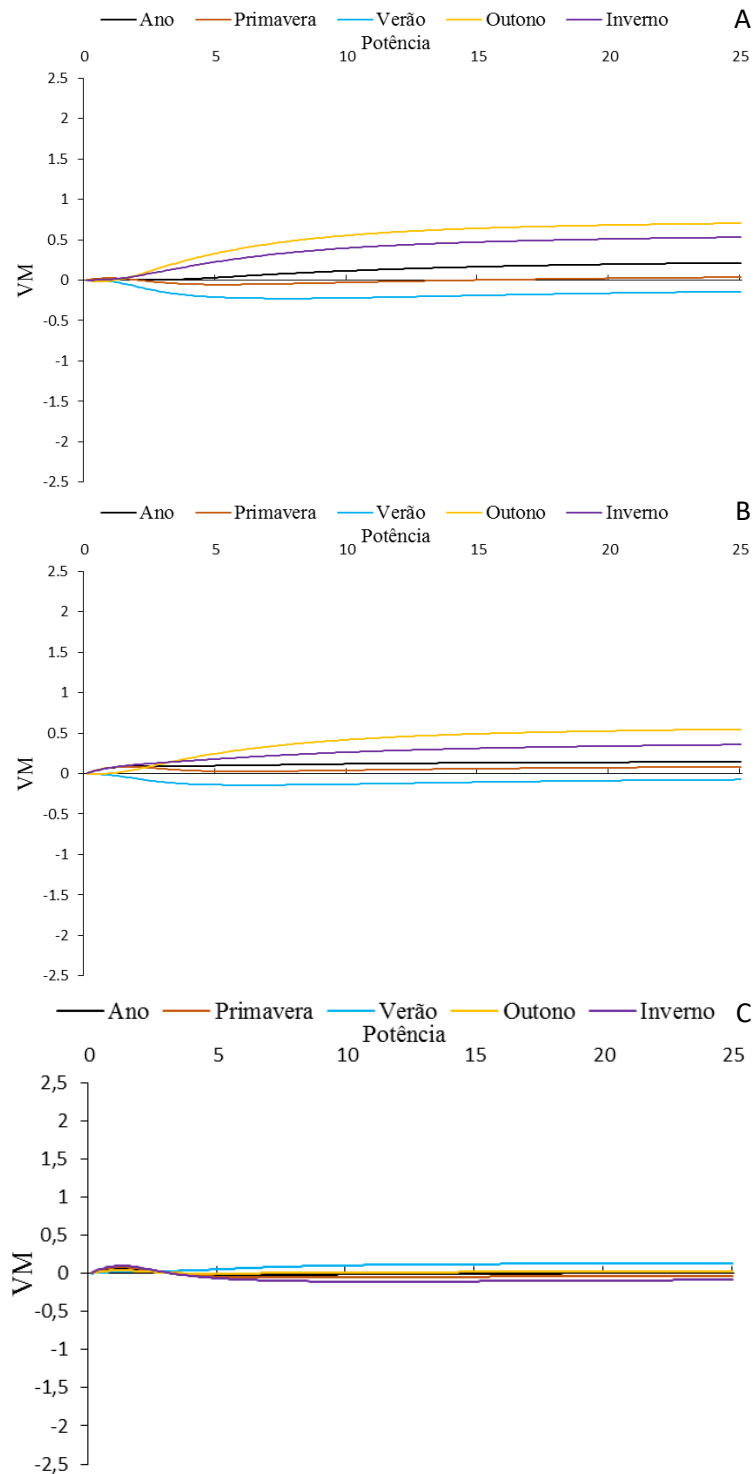 Ano Primavera Verão Outono Inverno A
Potência
0 5 10 15 20 25
2.5
2
1.5
1
0.5
0
-0.5
-1
-1.5
-2
-2.5
VM
Ano Primavera Verão Outono Inverno B
Potência
0 5 10 15 20 25
2.5
2
1.5
1
0.5
0
-0.5
-1
-1.5
-2
-2.5
VM
Ano Primavera Verão Outono Inverno C
Potência
0 5 10 15 20 25
2,5
2
1,5
1
0,5
0
-0,5
-1
-1,5
-2
-2,5
VM